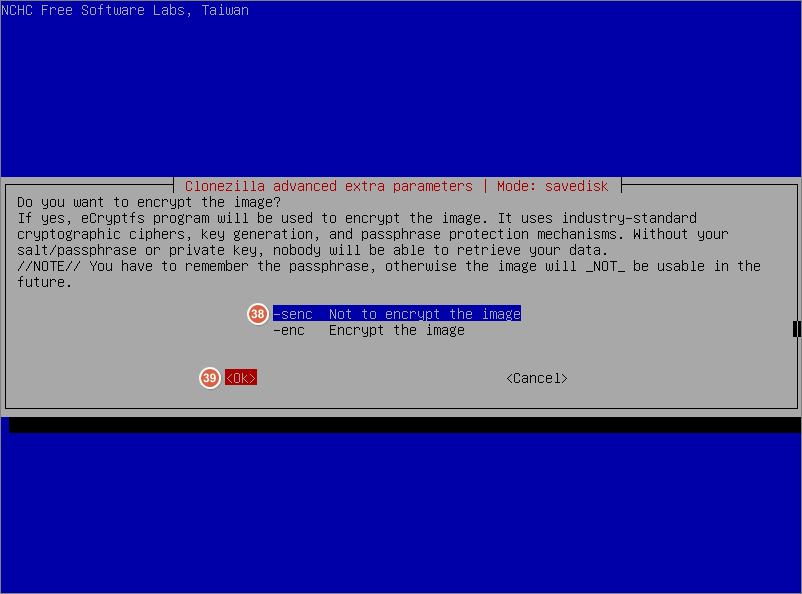 NCHC Free Software Labs, Taiwan
Clonezilla advanced extra parameters | Mode: savedisk
Do you want to encrypt the image?
If yes, eCryptfs program will be used to encrypt the image. It uses industry-standard
cryptographic ciphers, key generation, and passphrase protection mechanisms. Without your
salt/passphrase or private key, nobody will be able to retrieve your data.
//NOTE// You have to remember the passphrase, otherwise the image will _NOT_ be usable in the
future.
38 -senc Not to encrypt the image
-enc Encrypt the image
39 <Ok> <Cancel>